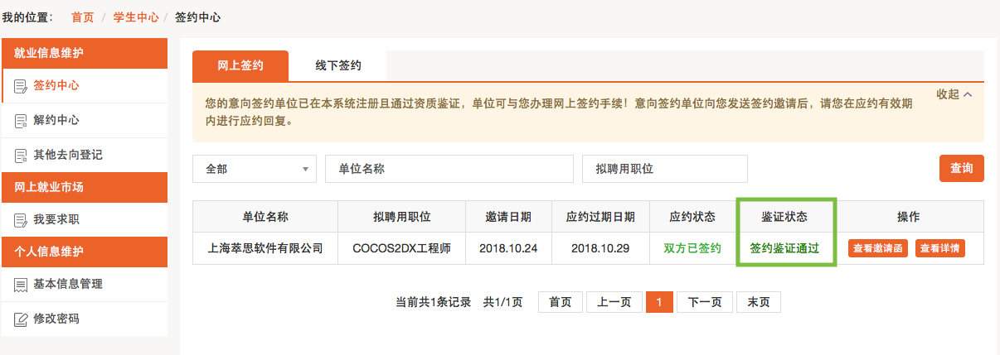 我的位置： 首页 / 学生中心 / 签约中心
就业信息维护
签约中心
解约中心
其他去向登记
网上就业市场
我要求职
个人信息维护
基本信息管理
修改密码
网上签约 线下签约
您的意向签约单位已在本系统注册且通过资质鉴证，单位可与您办理网上签约手续！意向签约单位向您发送签约邀请后，请您在应约有效期
内进行应约回复。
收起
全部 单位名称 拟聘用职位 查询
单位名称 拟聘用职位 邀请日期 应约过期日期 应约状态 鉴证状态 操作
上海萃思软件有限公司 COCOS2DX工程师 2018.10.24 2018.10.29 双方已签约 签约鉴证通过 查看邀请函 查看详情
当前共1条记录 共1/1页 首页 上一页 1 下一页 末页